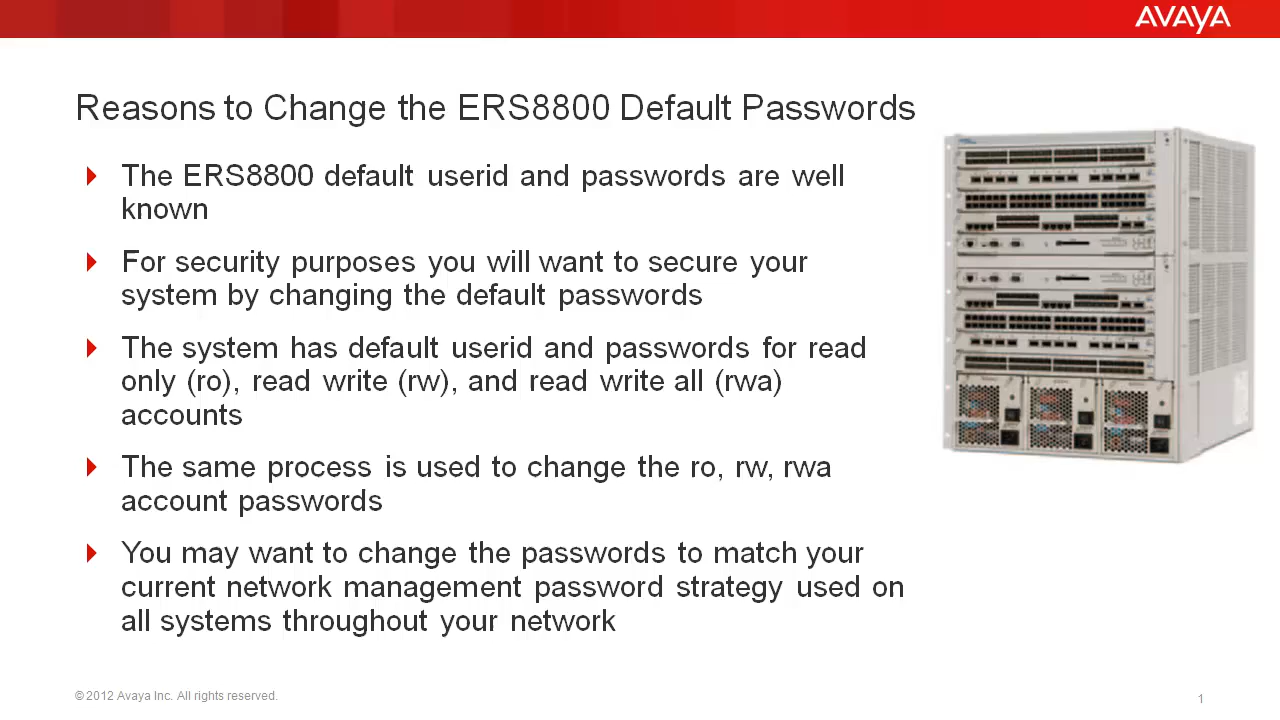 AVAYA
Reasons to Change the ERS8800 Default Passwords
The ERS8800 default userid and passwords are well
known
For security purposes you will want to secure your
system by changing the default passwords
The system has default userid and passwords for read
only (ro), read write (rw), and read write all (rwa)
accounts
The same process is used to change the ro, rw, rwa
account passwords
You may want to change the passwords to match your
current network management password strategy used on
all systems throughout your network
© 2012 Avaya Inc. All rights reserved.
1